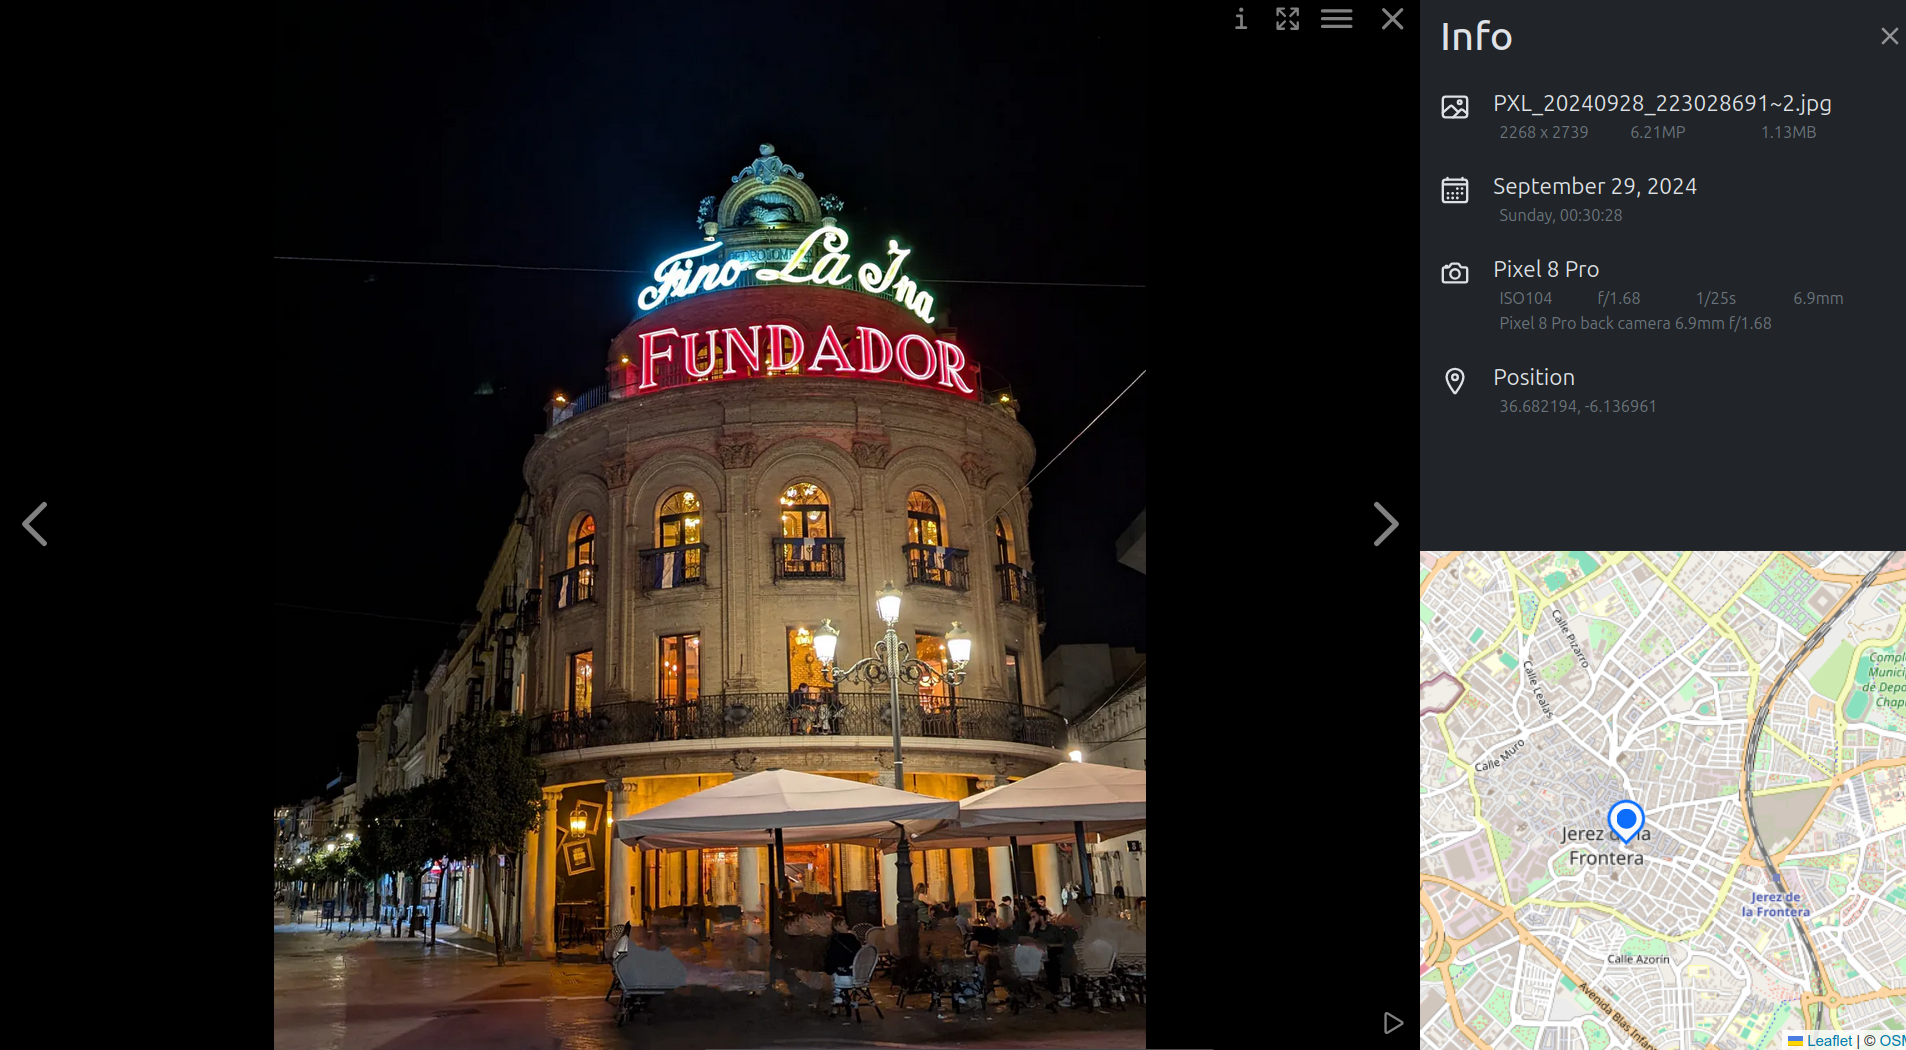 Info
PXL_20240928_223028691~2.jpg
2268 x 2739 6.21MP 1.13MB
September 29, 2024
Sunday, 00:30:28
Pixel 8 Pro
ISO104 f/1.68 1/25s 6.9mm
Pixel 8 Pro back camera 6.9mm f/1.68
Position
36.682194, -6.136961
Fino La Ina
FUNDADOR
Calle Pizarro
Calle Lealas
Calle Muro
Jerez de la
Frontera
Jerez de
la Frontera
Calle Azorín
Leaflet | © OSM